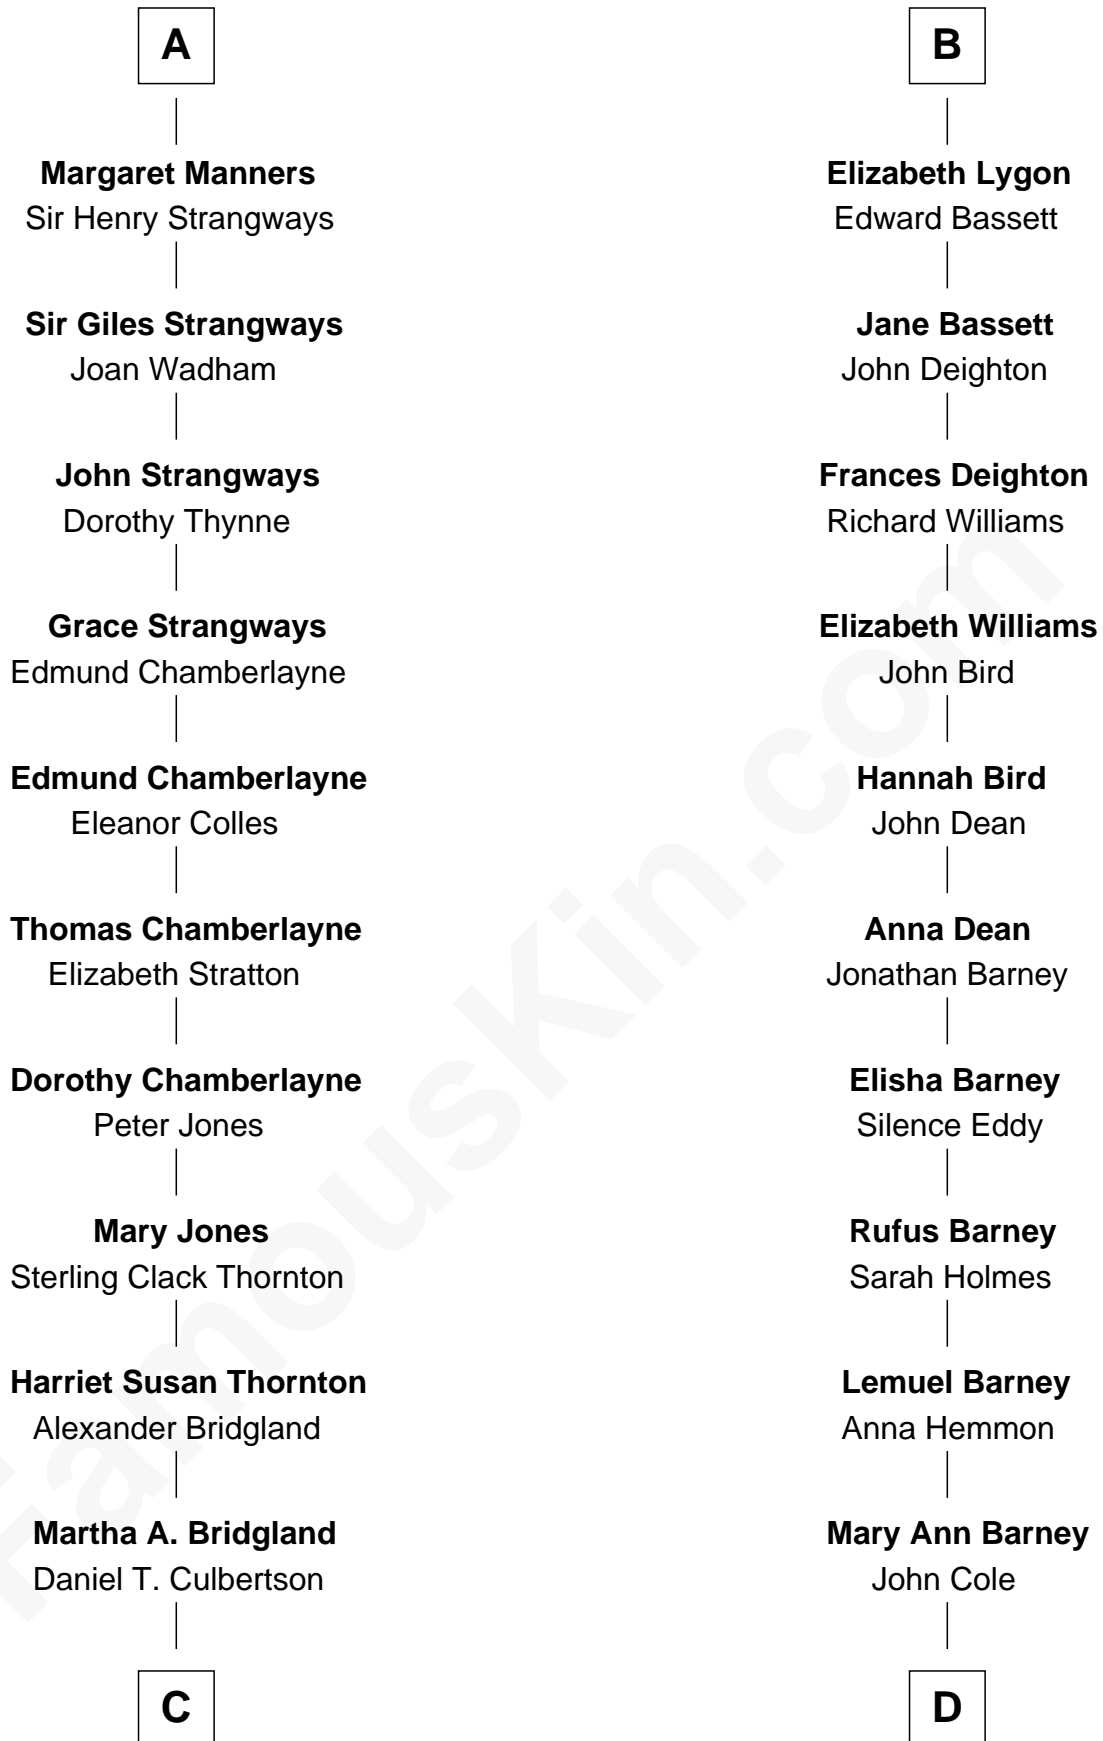 A
Margaret Manners
Sir Henry Strangways
Sir Giles Strangways
Joan Wadham
John Strangways
Dorothy Thynne
Grace Strangways
Edmund Chamberlayne
Edmund Chamberlayne
Eleanor Colles
Thomas Chamberlayne
Elizabeth Stratton
Dorothy Chamberlayne
Peter Jones
Mary Jones
Sterling Clack Thornton
Harriet Susan Thornton
Alexander Bridgland
Martha A. Bridgland
Daniel T. Culbertson
C
B
Elizabeth Lygon
Edward Bassett
Jane Bassett
John Deighton
Frances Deighton
Richard Williams
Elizabeth Williams
John Bird
Hannah Bird
John Dean
Anna Dean
Jonathan Barney
Elisha Barney
Silence Eddy
Rufus Barney
Sarah Holmes
Lemuel Barney
Anna Hemmon
Mary Ann Barney
John Cole
D
FamousKin.com